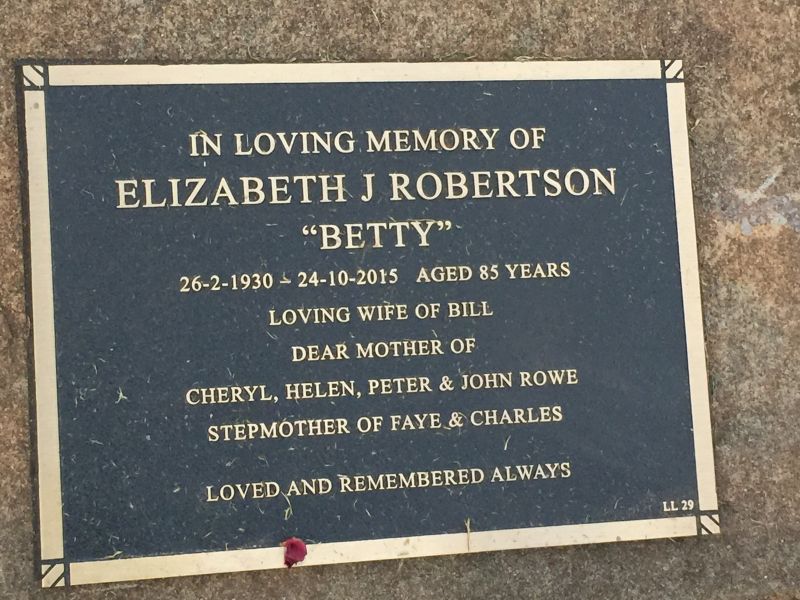 IN LOVING MEMORY OF
ELIZABETH J ROBERTSON
“BETTY”
26-2-1930 – 24-10-2015 AGED 85 YEARS
LOVING WIFE OF BILL
DEAR MOTHER OF
CHERYL, HELEN, PETER & JOHN ROWE
STEPMOTHER OF FAYE & CHARLES
LOVED AND REMEMBERED ALWAYS
LL 29